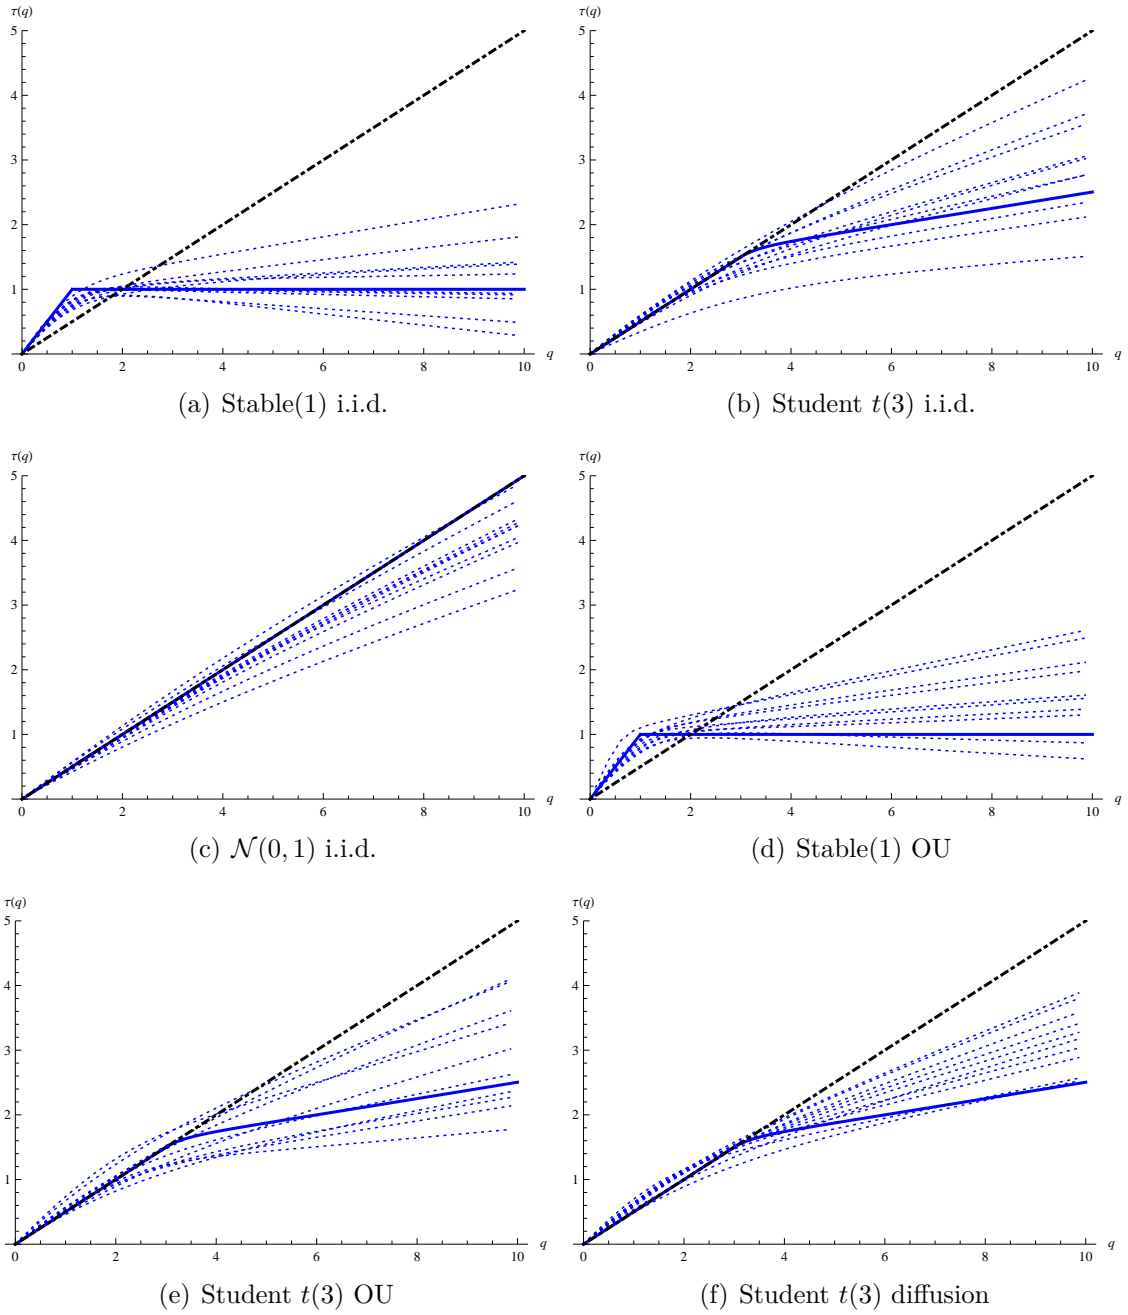 τ(q) τ(q)
5 5
4 4
3 3
2 2
1 1
0 2 4 6 8 10 q 0 2 4 6 8 10 q
(a) Stable(1) i.i.d. (b) Student t(3) i.i.d.
τ(q) τ(q)
5 5
4 4
3 3
2 2
1 1
0 2 4 6 8 10 q 0 2 4 6 8 10 q
(c) 𝒩(0, 1) i.i.d. (d) Stable(1) OU
τ(q) τ(q)
5 5
4 4
3 3
2 2
1 1
0 2 4 6 8 10 q 0 2 4 6 8 10 q
(e) Student t(3) OU (f) Student t(3) diffusion